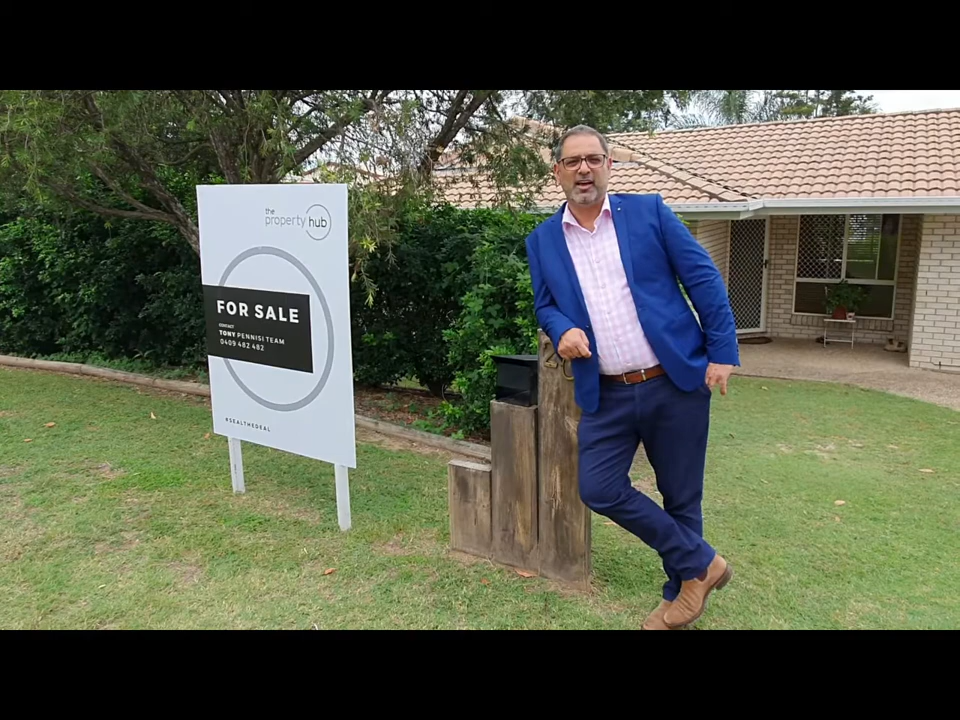 the
property hub
FOR SALE
CONTACT
TONY PENNISI TEAM
0409 482 482
#SEALTHEDEAL